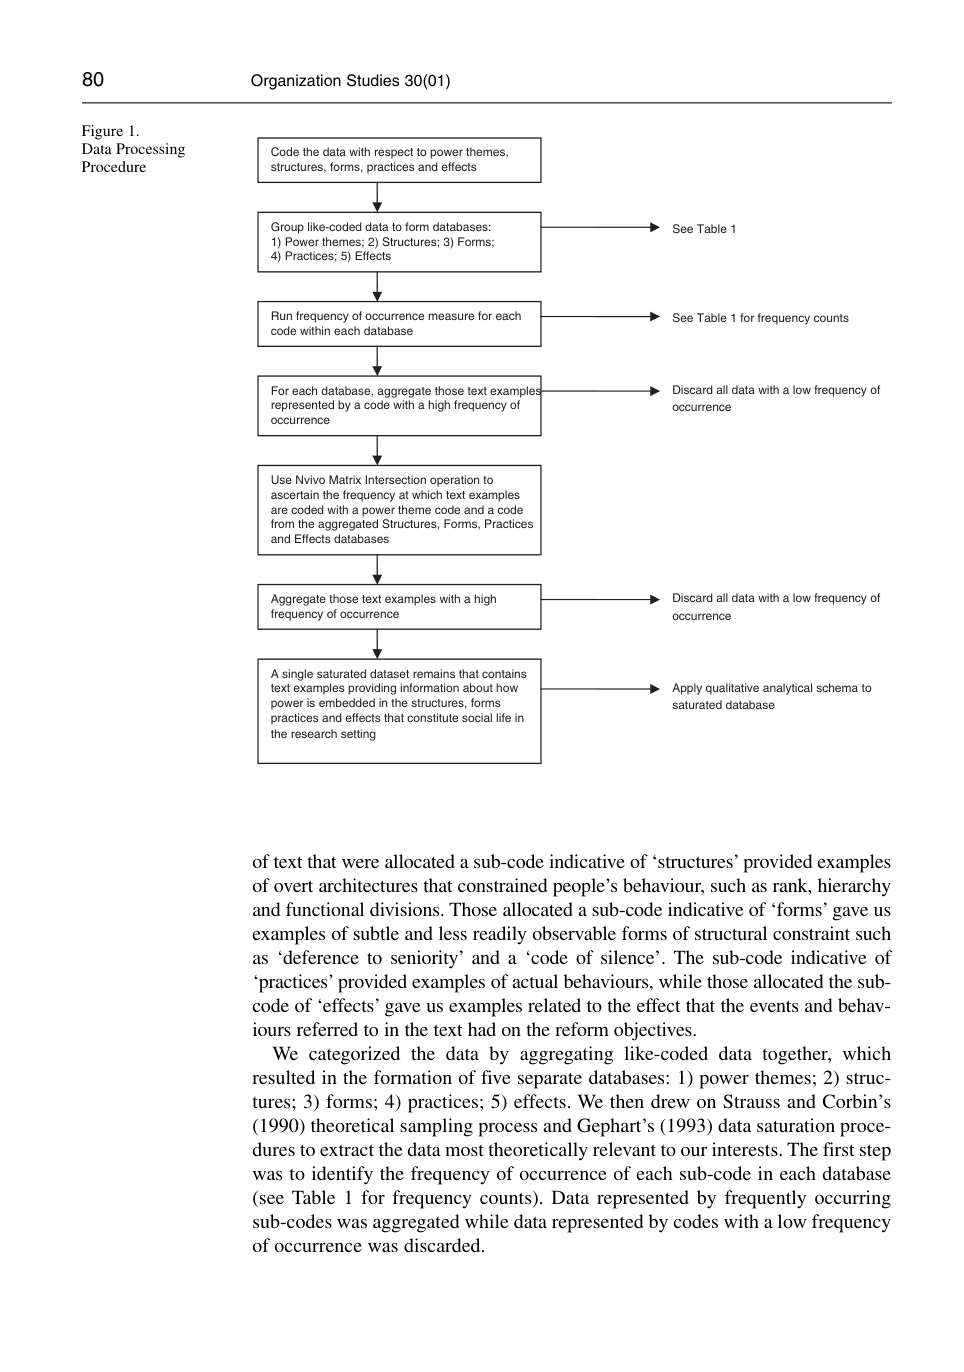 80
Organization Studies 30(01)
Figure 1.
Data Processing
Procedure
Code the data with respect to power themes,
structures, forms, practices and effects
Group like-coded data to form databases:
1) Power themes; 2) Structures; 3) Forms;
4) Practices; 5) Effects
See Table 1
Run frequency of occurrence measure for each
code within each database
See Table 1 for frequency counts
For each database, aggregate those text examples
represented by a code with a high frequency of
occurrence
Discard all data with a low frequency of
occurrence
Use Nvivo Matrix Intersection operation to
ascertain the frequency at which text examples
are coded with a power theme code and a code
from the aggregated Structures, Forms, Practices
and Effects databases
Aggregate those text examples with a high
frequency of occurrence
Discard all data with a low frequency of
occurrence
A single saturated dataset remains that contains
text examples providing information about how
power is embedded in the structures, forms
practices and effects that constitute social life in
the research setting
Apply qualitative analytical schema to
saturated database
of text that were allocated a sub-code indicative of ‘structures’ provided examples
of overt architectures that constrained people’s behaviour, such as rank, hierarchy
and functional divisions. Those allocated a sub-code indicative of ‘forms’ gave us
examples of subtle and less readily observable forms of structural constraint such
as ‘deference to seniority’ and a ‘code of silence’. The sub-code indicative of
‘practices’ provided examples of actual behaviours, while those allocated the sub-
code of ‘effects’ gave us examples related to the effect that the events and behav-
iours referred to in the text had on the reform objectives.
We categorized the data by aggregating like-coded data together, which
resulted in the formation of five separate databases: 1) power themes; 2) struc-
tures; 3) forms; 4) practices; 5) effects. We then drew on Strauss and Corbin’s
(1990) theoretical sampling process and Gephart’s (1993) data saturation proce-
dures to extract the data most theoretically relevant to our interests. The first step
was to identify the frequency of occurrence of each sub-code in each database
(see Table 1 for frequency counts). Data represented by frequently occurring
sub-codes was aggregated while data represented by codes with a low frequency
of occurrence was discarded.